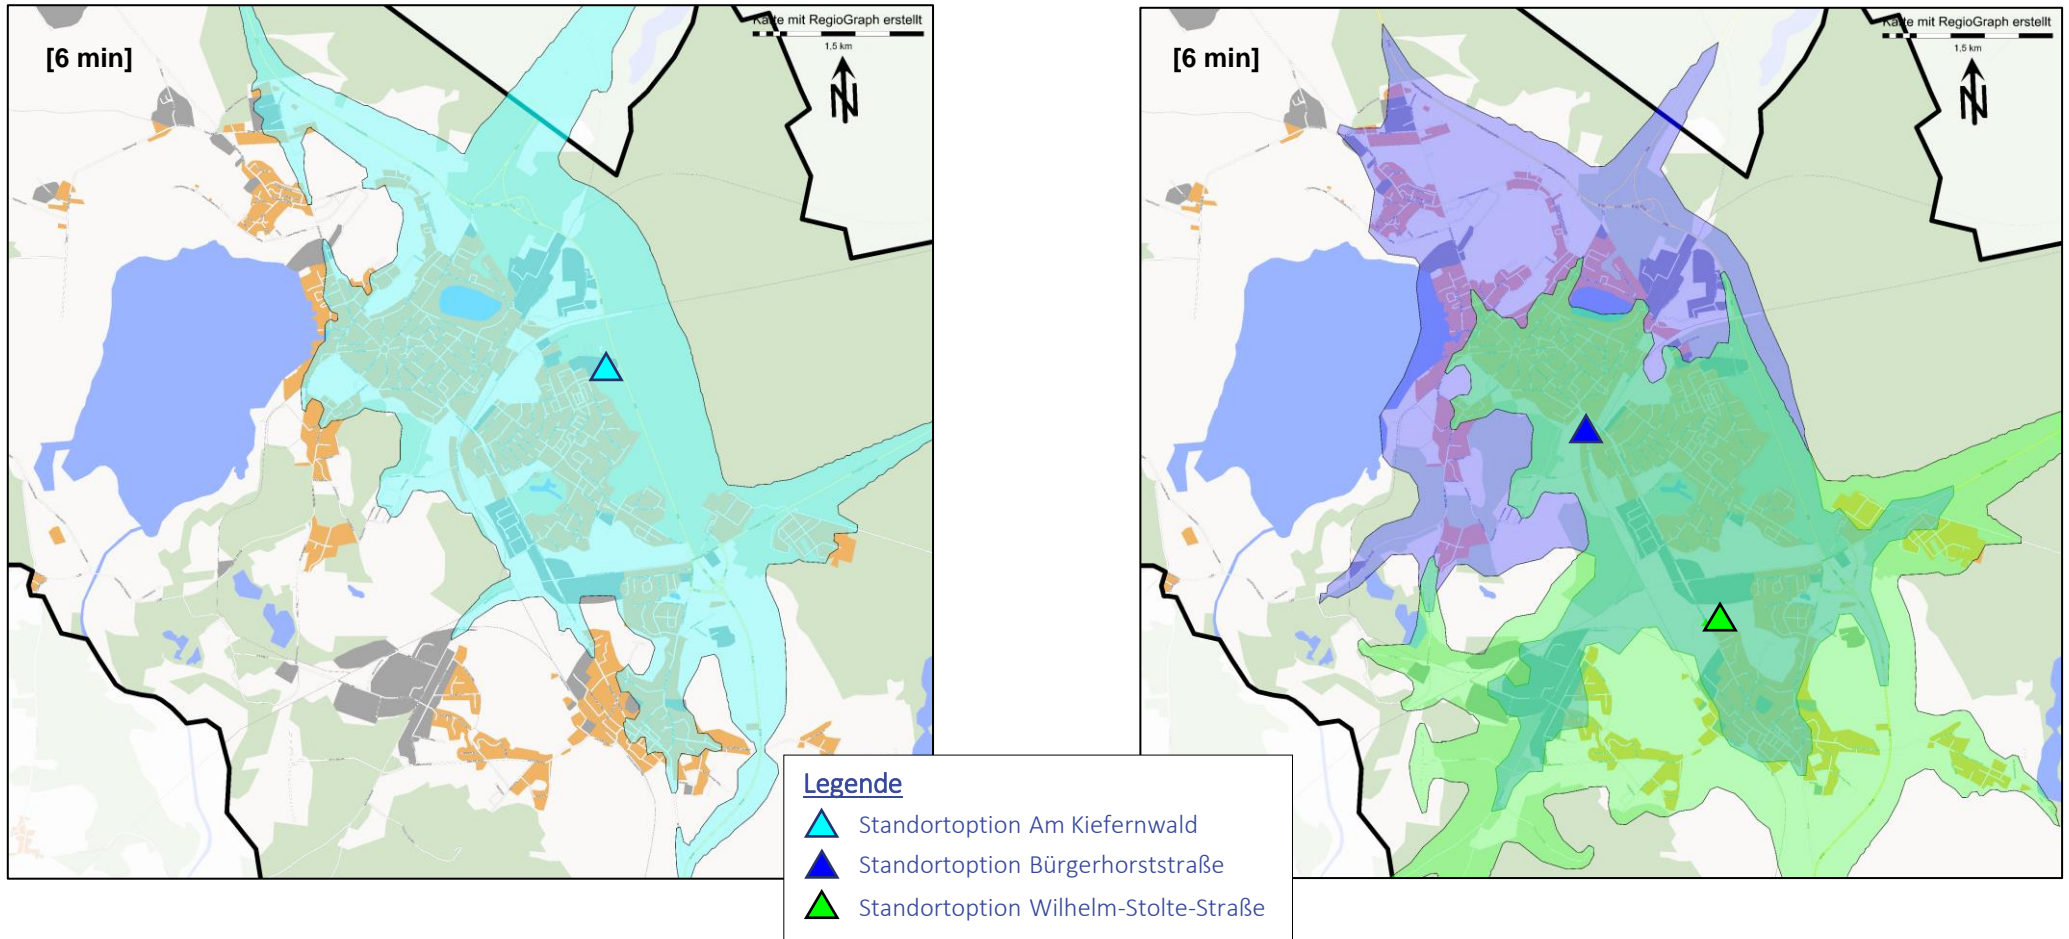 Karte mit RegioGraph erstellt
1,5 km
[6 min]
N
Karte mit RegioGraph erstellt
1,5 km
[6 min]
N
Legende
Standortoption Am Kiefernwald
Standortoption Bürgerhorststraße
Standortoption Wilhelm-Stolte-Straße